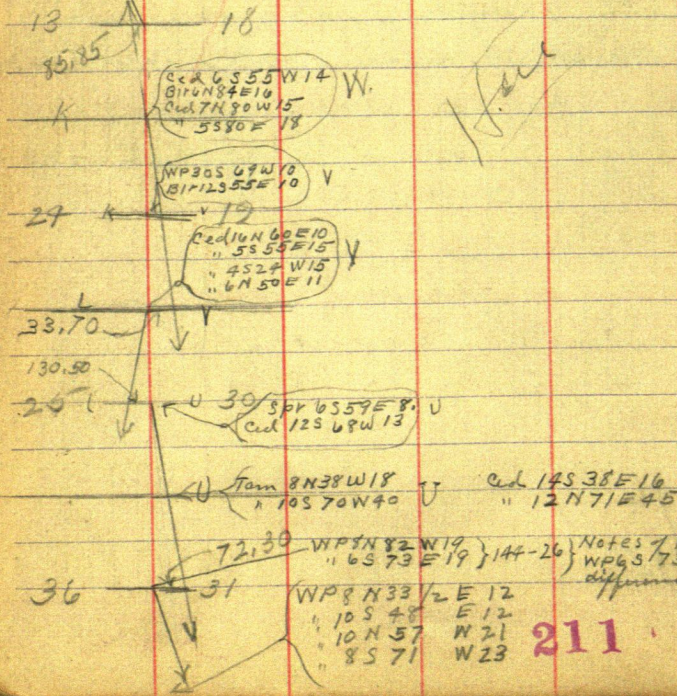 13 18
85.85
Ced 6 S 55 W 14 W.
Bir 6 N 84 E 16
Ced 7 N 80 W 15
K " 5 S 80 E 18
WP 30 S 69 W 10 V
Bir 12 S 55 E 10
24 K V 19
Ced 16 N 60 E 10
" 5 S 55 E 15 V
" 4 S 24 W 15
" 6 N 50 E 11
L
33.70 V
130.50
25 L U 30 Spr 6 S 59 E 8. U
Ced 12 S 68 W 13
U Tam 8 N 38 W 18 U Ced 14 S 38 E 16
" 10 S 70 W 40 " 12 N 71 E 45
72.30 WP 8 N 82 W 19 } 144-26 } Notes
" 6 S 73 E 19 WP 6 S
36 31
WP 8 N 33 1/2 E 12
" 10 S 48 E 12
V " 10 N 57 W 21
" 8 S 71 W 23
211